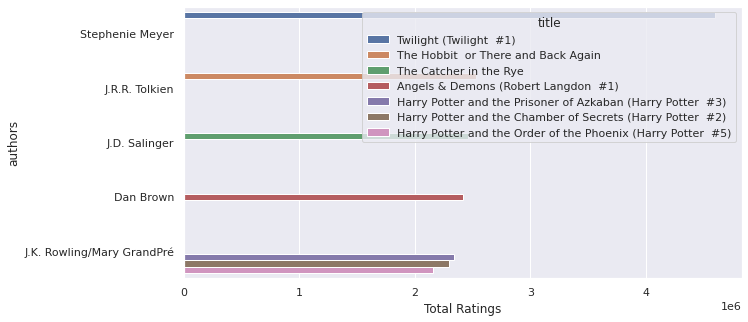 title
Twilight (Twilight  #1)
The Hobbit  or There and Back Again
The Catcher in the Rye
Angels & Demons (Robert Langdon  #1)
Harry Potter and the Prisoner of Azkaban (Harry Potter  #3)
Harry Potter and the Chamber of Secrets (Harry Potter  #2)
Harry Potter and the Order of the Phoenix (Harry Potter  #5)
authors
Stephenie Meyer
J.R.R. Tolkien
J.D. Salinger
Dan Brown
J.K. Rowling/Mary GrandPré
0 1 2 3 4
1e6
Total Ratings